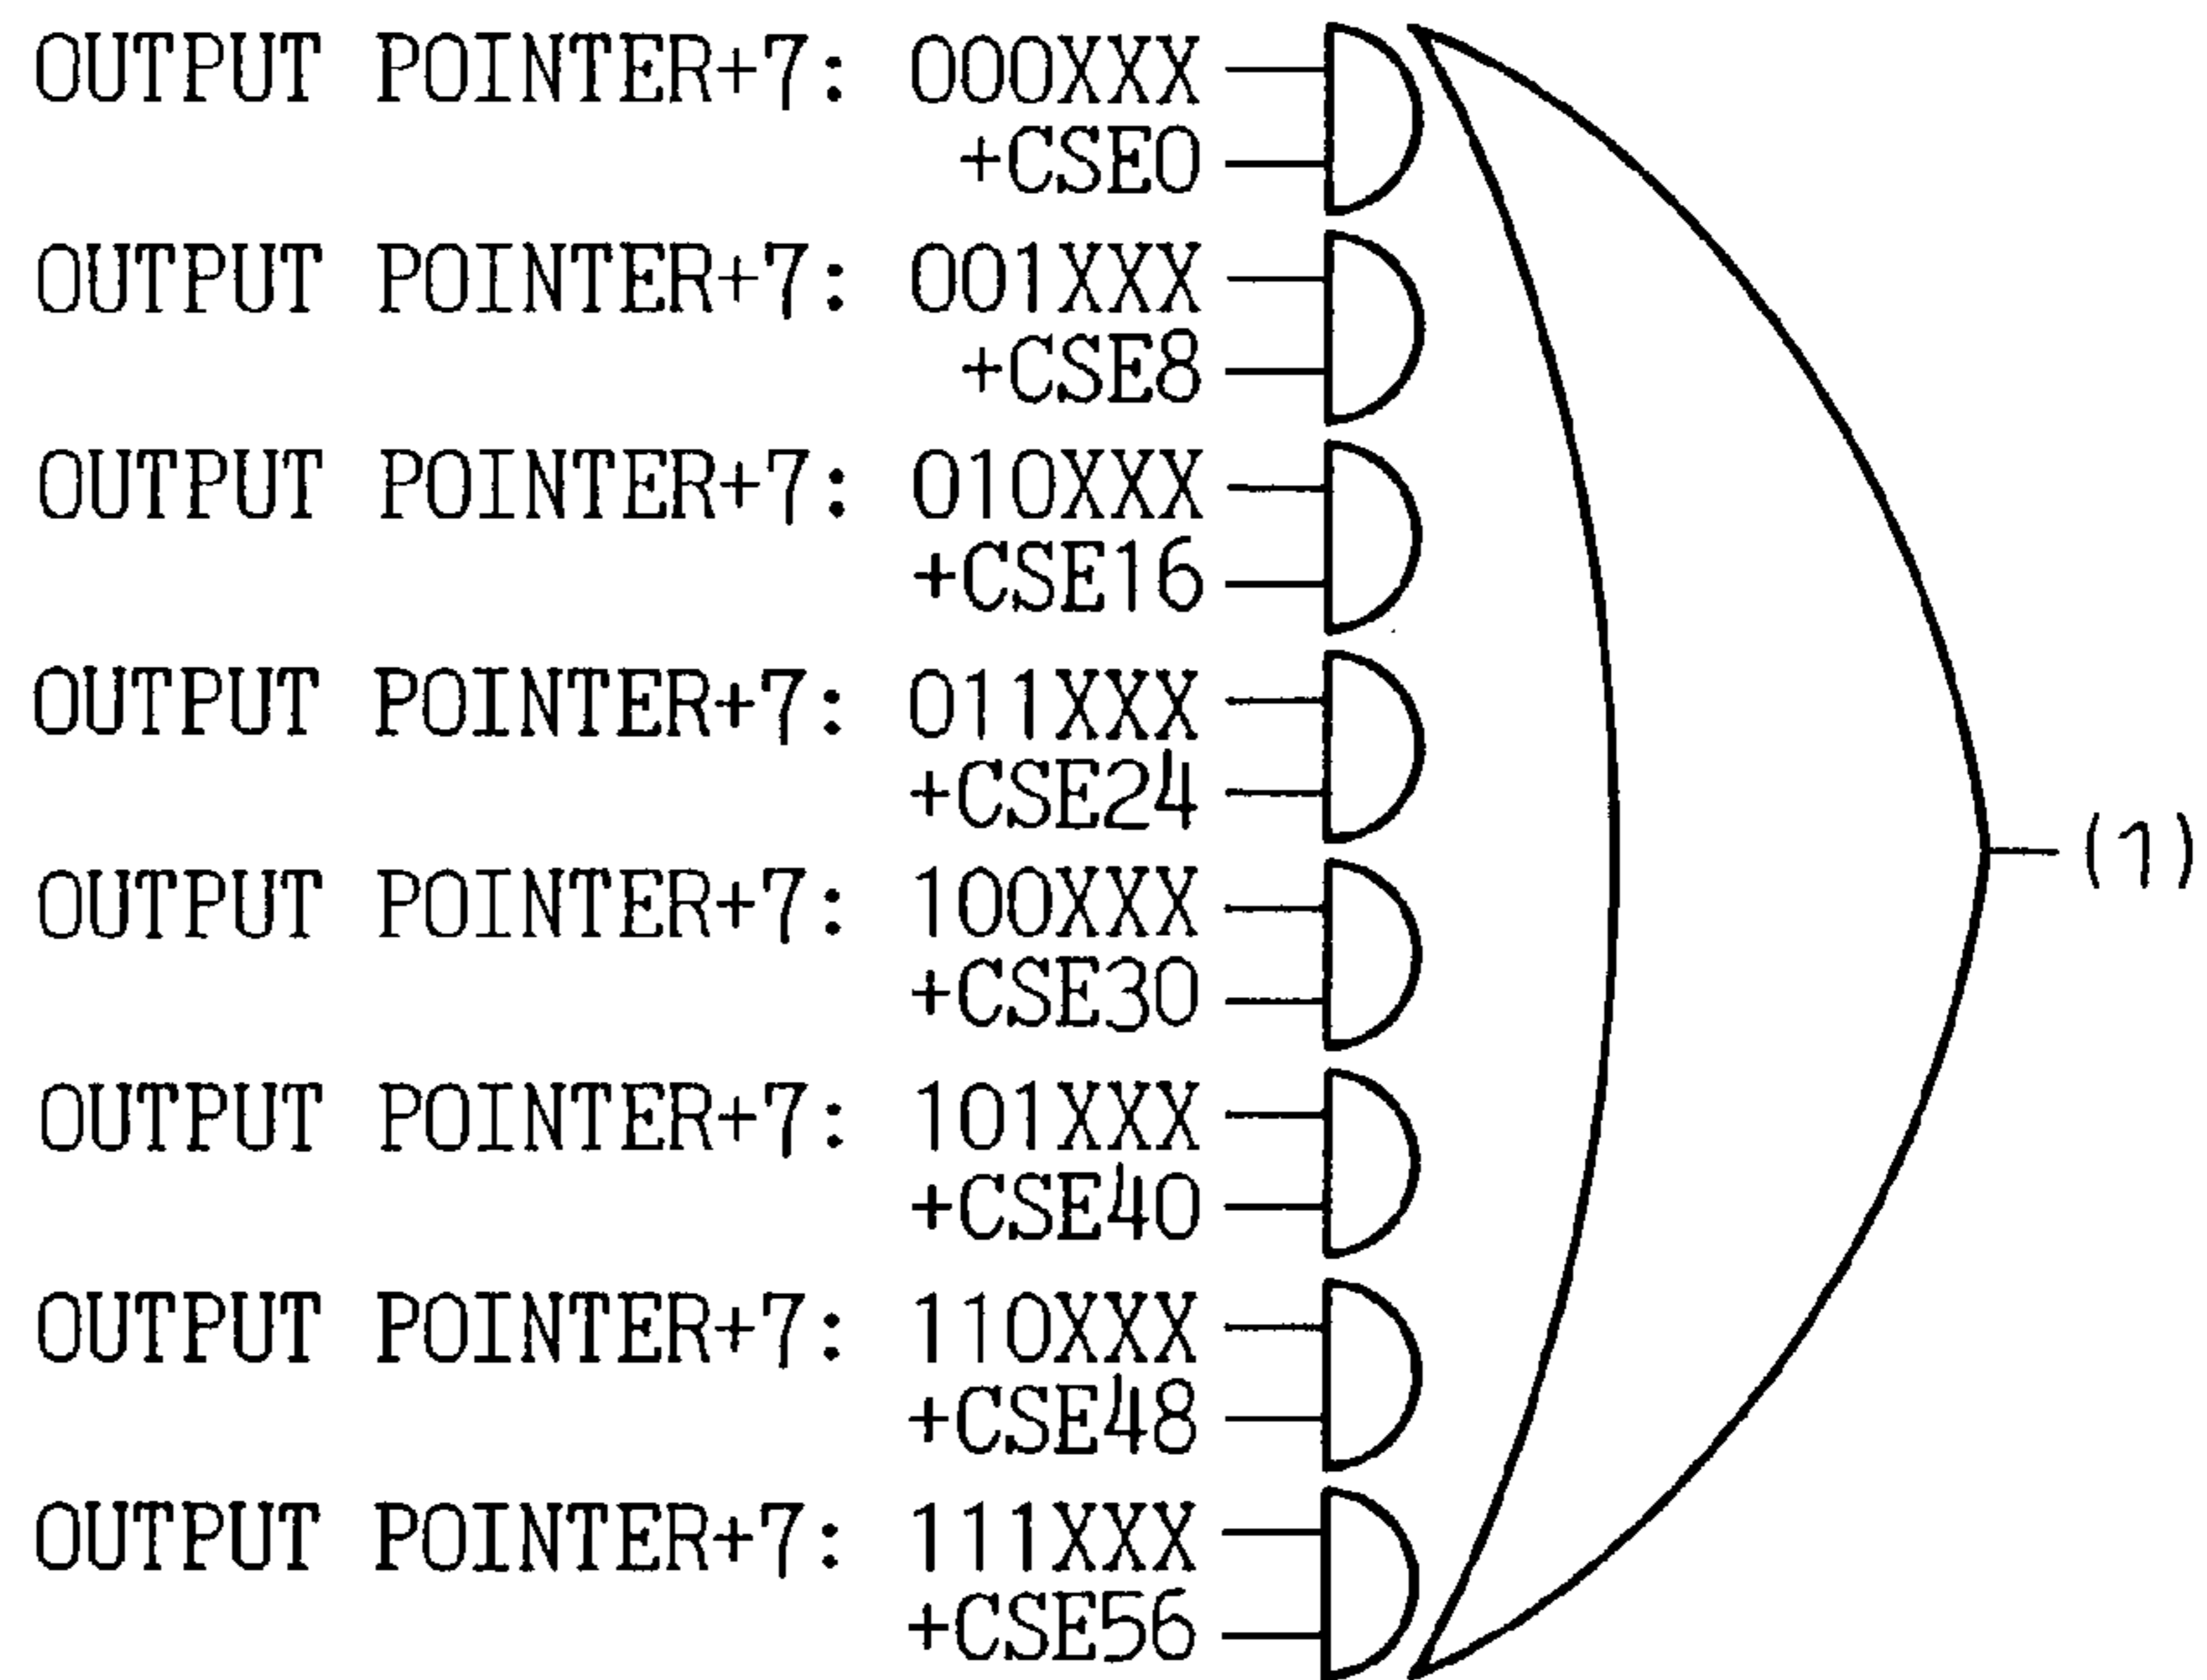 OUTPUT POINTER+7: 000XXX
+CSE0
OUTPUT POINTER+7: 001XXX
+CSE8
OUTPUT POINTER+7: 010XXX
+CSE16
OUTPUT POINTER+7: 011XXX
+CSE24
(1)
OUTPUT POINTER+7: 100XXX
+CSE30
OUTPUT POINTER+7: 101XXX
+CSE40
OUTPUT POINTER+7: 110XXX
+CSE48
OUTPUT POINTER+7: 111XXX
+CSE56